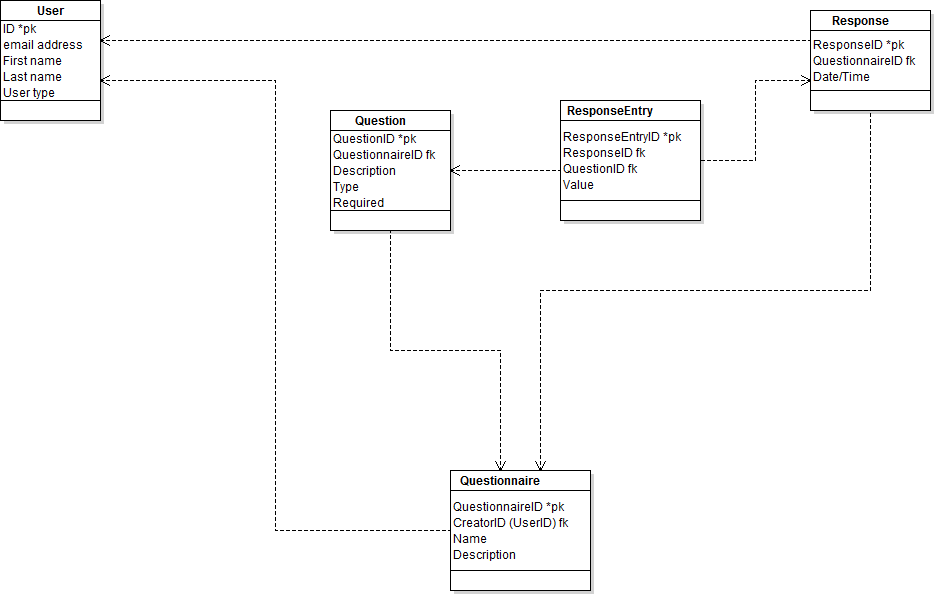 User
ID *pk
email address
First name
Last name
User type
Response
ResponseID *pk
QuestionnaireID fk
Date/Time
Question
QuestionID *pk
QuestionnaireID fk
Description
Type
Required
ResponseEntry
ResponseEntryID *pk
ResponseID fk
QuestionID fk
Value
Questionnaire
QuestionnaireID *pk
CreatorID (UserID) fk
Name
Description